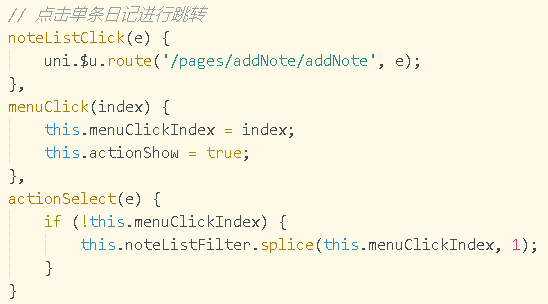 // 点击单条日记进行跳转
noteListClick(e) {
    uni.$u.route('/pages/addNote/addNote', e);
},
menuClick(index) {
    this.menuClickIndex = index;
    this.actionShow = true;
},
actionSelect(e) {
    if (!this.menuClickIndex) {
        this.noteListFilter.splice(this.menuClickIndex, 1);
    }
}